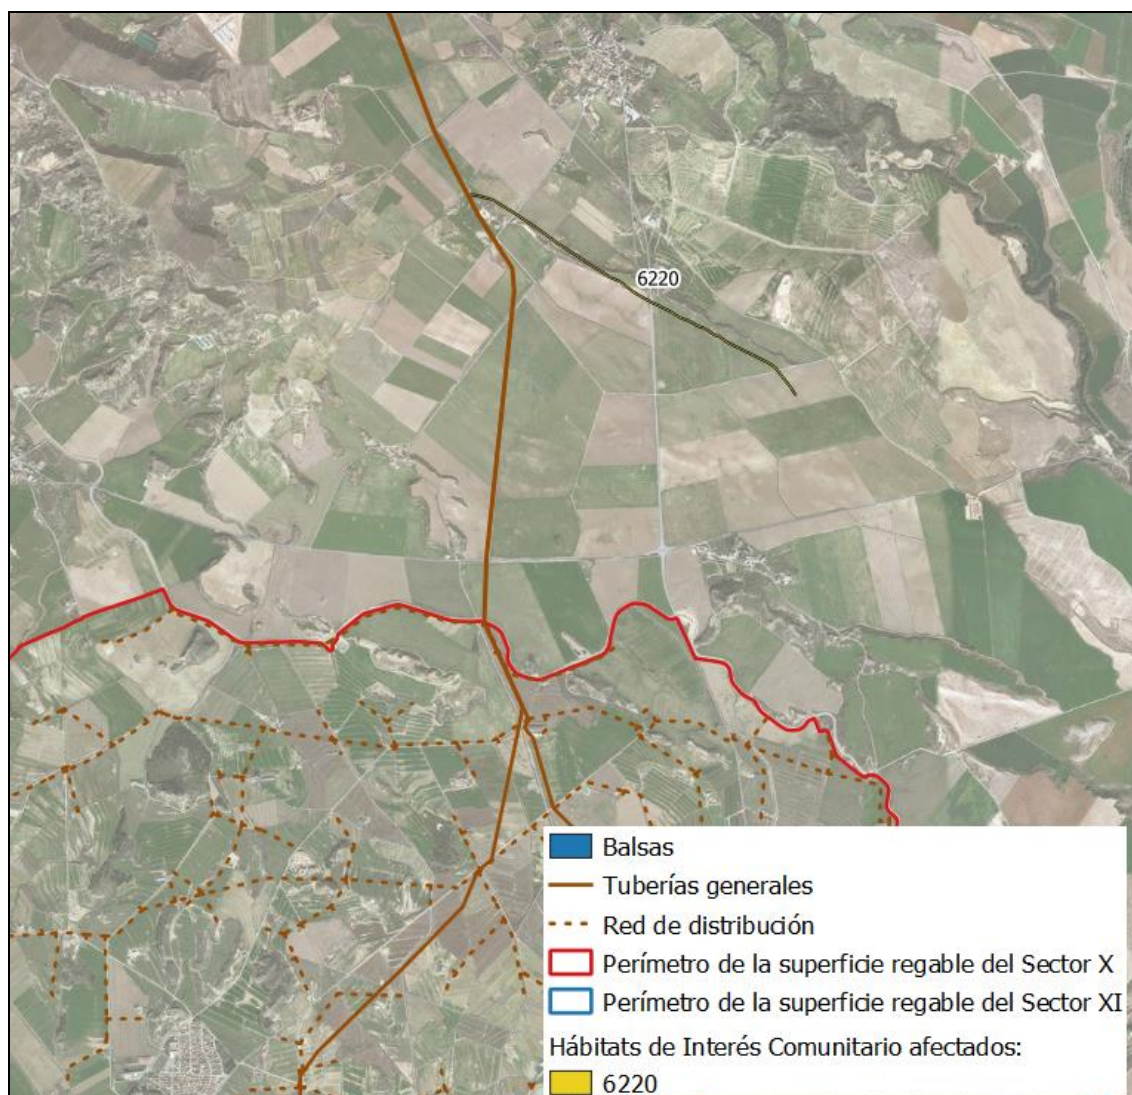 6220
Balsas
Tuberías generales
Red de distribución
Perímetro de la superficie regable del Sector X
Perímetro de la superficie regable del Sector XI
Hábitats de Interés Comunitario afectados:
6220